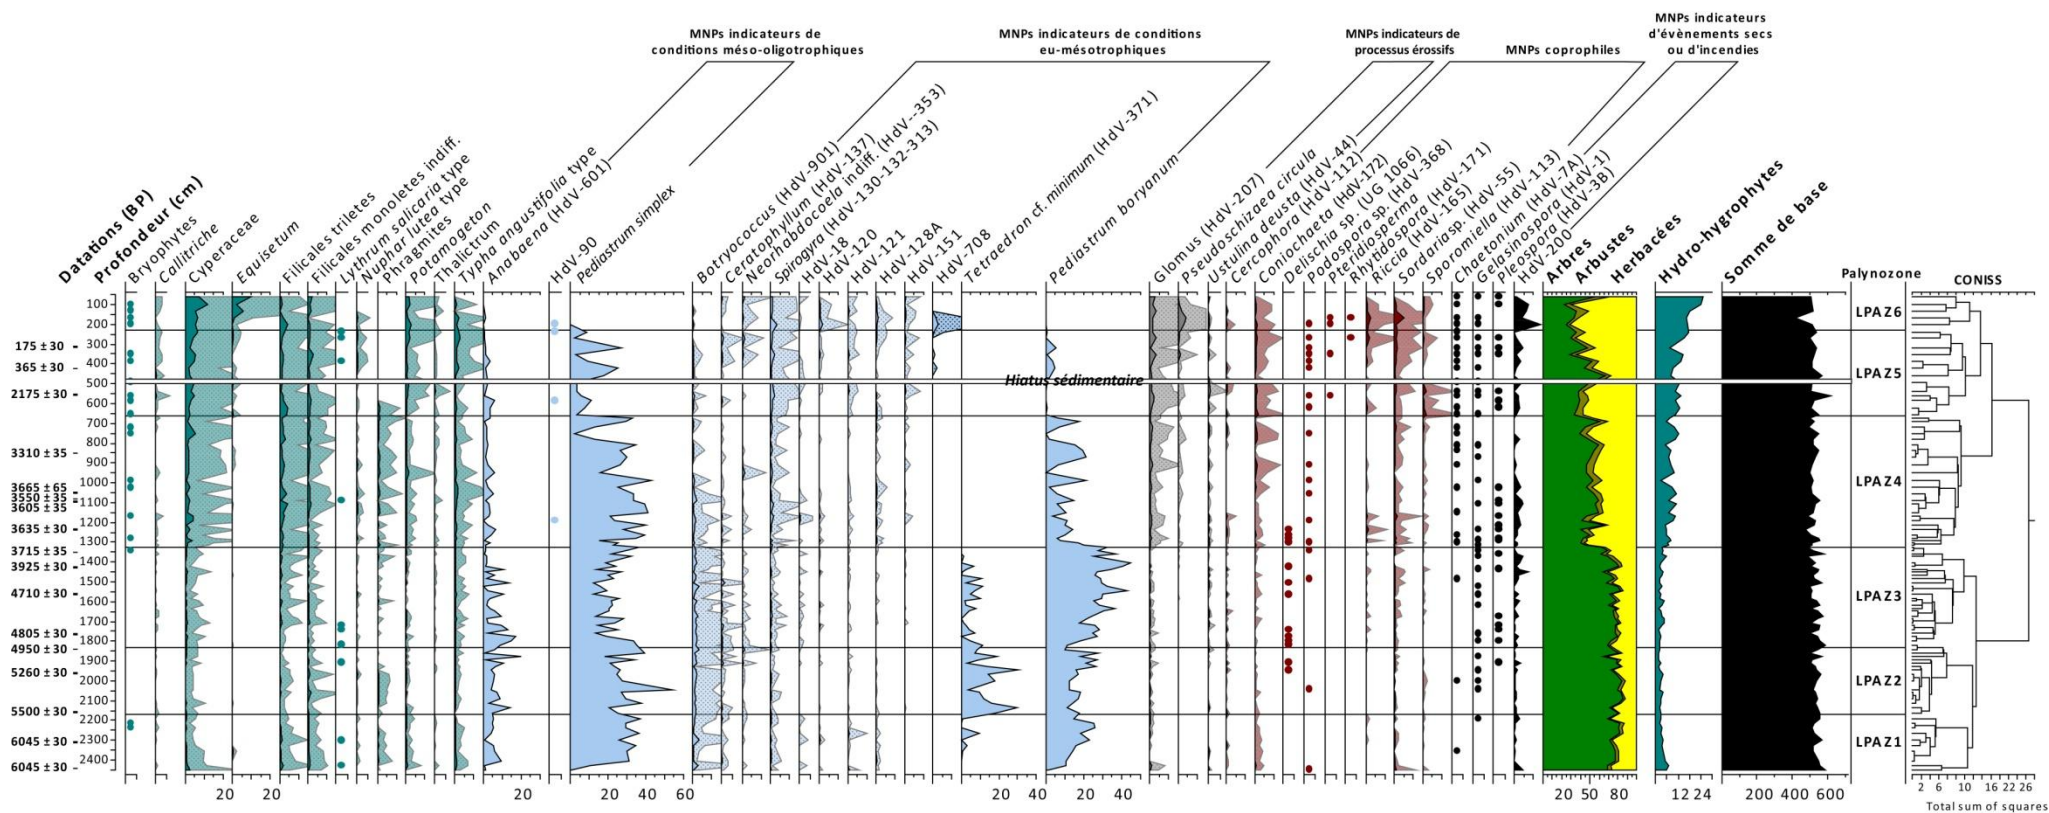 MNPs indicateurs de
conditions méso-oligotrophiques
MNPs indicateurs de conditions
eu-mésotrophiques
MNPs indicateurs de
processus érossifs
MNPs coprophiles
MNPs indicateurs
d'évènements secs
ou d'incendies
Datations (BP)
Profondeur (cm)
Bryophytes
Callitriche
Cyperaceae
Equisetum
Filicales triletes
Filicales monoletes indiff.
Lythrum salicaria type
Nuphar lutea type
Phragmites
Potamogeton
Thalictrum
Typha angustifolia type
Anabaena (HdV-601)
HdV-90
Pediastrum simplex
Botryococcus (HdV-901)
Ceratophyllum (HdV-137)
Neorhabdocoela indiff. (HdV--353)
Spirogyra (HdV-130-132-313)
HdV-18
HdV-120
HdV-121
HdV-128A
HdV-151
HdV-708
Tetraedron cf. minimum (HdV-371)
Pediastrum boryanum
Glomus (HdV-207)
Pseudoschizaea circula
Ustulina deusta (HdV-44)
Cercophora (HdV-112)
Coniochaeta (HdV-172)
Delischia sp. (UG 1066)
Podospora sp. (HdV-368)
Pteridiosperma
Rhytidospora (HdV-171)
Riccia (HdV-165)
Sordaria sp. (HdV-55)
Sporomiella (HdV-113)
Chaetonium (HdV-7A)
Gelasinospora (HdV-1)
Pleospora (HdV-3B)
HdV-200
Arbres
Arbustes
Herbacées
Hydro-hygrophytes
Somme de base
Palynozone
CONISS
100
200
300
400
500
600
700
800
900
1000
1100
1200
1300
1400
1500
1600
1700
1800
1900
2000
2100
2200
2300
2400
175 ± 30
365 ± 30
2175 ± 30
3310 ± 35
3665 ± 65
3550 ± 35
3605 ± 35
3635 ± 30
3715 ± 35
3925 ± 30
4710 ± 30
4805 ± 30
4950 ± 30
5260 ± 30
5500 ± 30
6045 ± 30
6045 ± 30
Hiatus sédimentaire
LPAZ6
LPAZ5
LPAZ4
LPAZ3
LPAZ2
LPAZ1
20 20 20 20 40 60 20 40 20 40 20 50 80 12 24 200 400 600
2 6 10 16 22 26
Total sum of squares